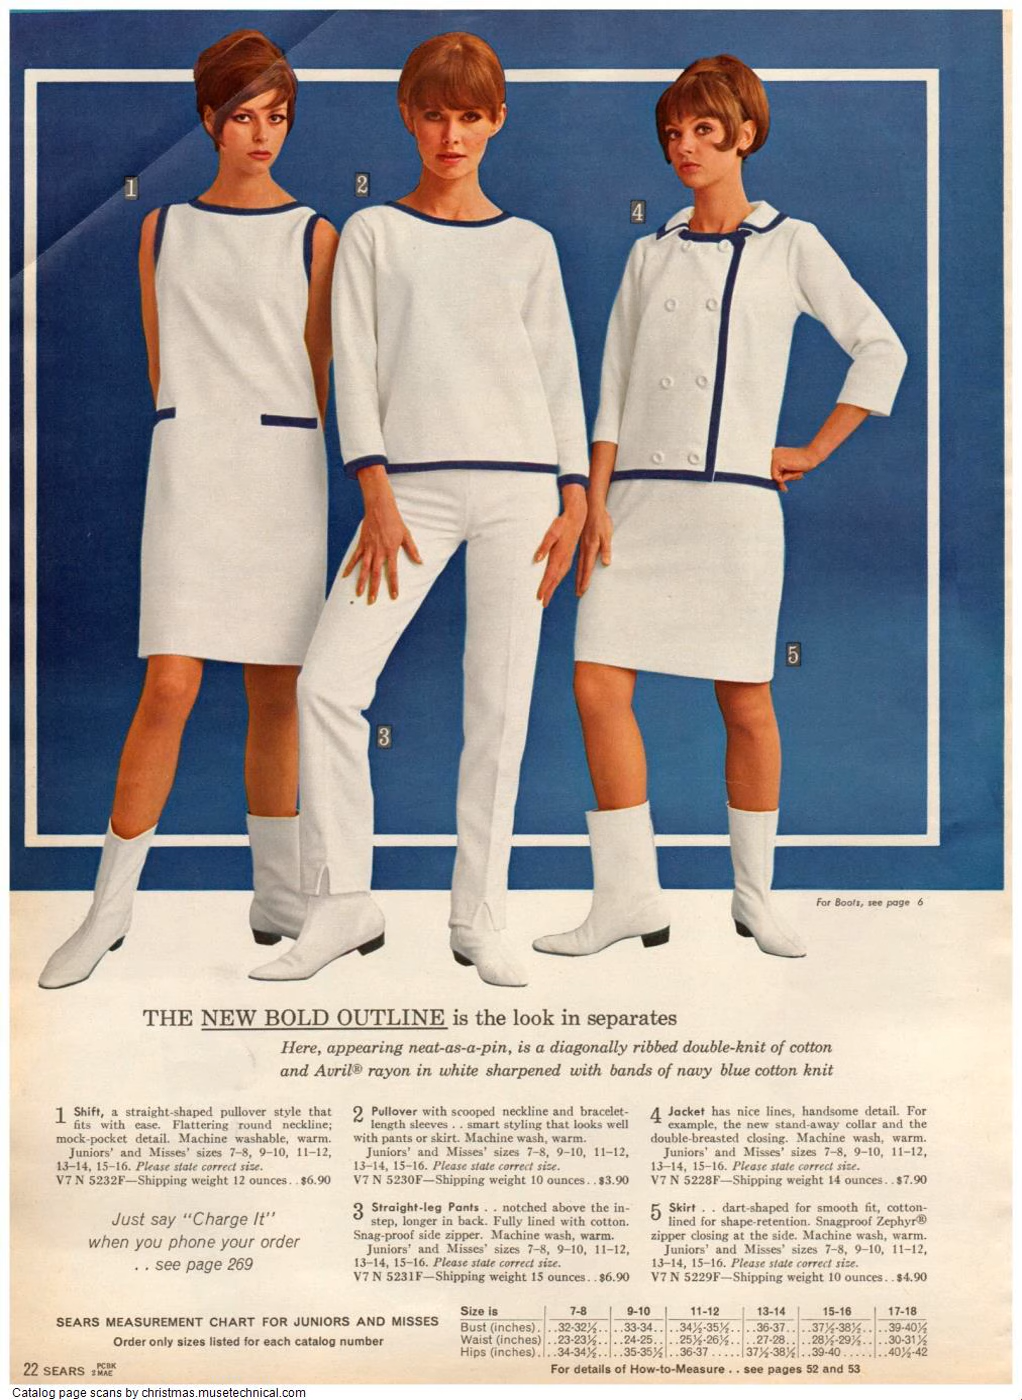 1
2
4
5
3
For Boots, see page 6
THE NEW BOLD OUTLINE is the look in separates
Here, appearing neat-as-a-pin, is a diagonally ribbed double-knit of cotton
and Avril® rayon in white sharpened with bands of navy blue cotton knit
1 Shift, a straight-shaped pullover style that
fits with ease. Flattering round neckline;
mock-pocket detail. Machine washable, warm.
Juniors' and Misses' sizes 7–8, 9–10, 11–12,
13–14, 15–16. Please state correct size.
V7 N 5232F—Shipping weight 12 ounces. . $6.90
Just say "Charge It"
when you phone your order
. . see page 269
2 Pullover with scooped neckline and bracelet-
length sleeves . . smart styling that looks well
with pants or skirt. Machine wash, warm.
Juniors' and Misses' sizes 7–8, 9–10, 11–12,
13–14, 15–16. Please state correct size.
V7 N 5230F—Shipping weight 10 ounces. . $3.90
3 Straight-leg Pants . . notched above the in-
step, longer in back. Fully lined with cotton.
Snag-proof side zipper. Machine wash, warm.
Juniors' and Misses' sizes 7–8, 9–10, 11–12,
13–14, 15–16. Please state correct size.
V7 N 5231F—Shipping weight 15 ounces. . $6.90
4 Jacket has nice lines, handsome detail. For
example, the new stand-away collar and the
double-breasted closing. Machine wash, warm.
Juniors' and Misses' sizes 7–8, 9–10, 11–12,
13–14, 15–16. Please state correct size.
V7 N 5228F—Shipping weight 14 ounces. . $7.90
5 Skirt . . dart-shaped for smooth fit, cotton-
lined for shape-retention. Snagproof Zephyr®
zipper closing at the side. Machine wash, warm.
Juniors' and Misses' sizes 7–8, 9–10, 11–12,
13–14, 15–16. Please state correct size.
V7 N 5229F—Shipping weight 10 ounces. . $4.90
SEARS MEASUREMENT CHART FOR JUNIORS AND MISSES
Order only sizes listed for each catalog number
Size is 7-8 9-10 11-12 13-14 15-16 17-18
Bust (inches). . .32-32½. . .33-34. . .34½-35½. . .36-37. . .37½-38½. . .39-40½
Waist (inches) . .23-23½. . .24-25. . .25½-26½. . .27-28. . .28½-29½. . .30-31½
Hips (inches). . .34-34½. . .35-35½ . .36-37 . . . . . 37½-38½ . .39-40 . . . . . 40½-42
For details of How-to-Measure . . see pages 52 and 53
22 SEARS PCBK 2 MAE
Catalog page scans by christmas.musetechnical.com